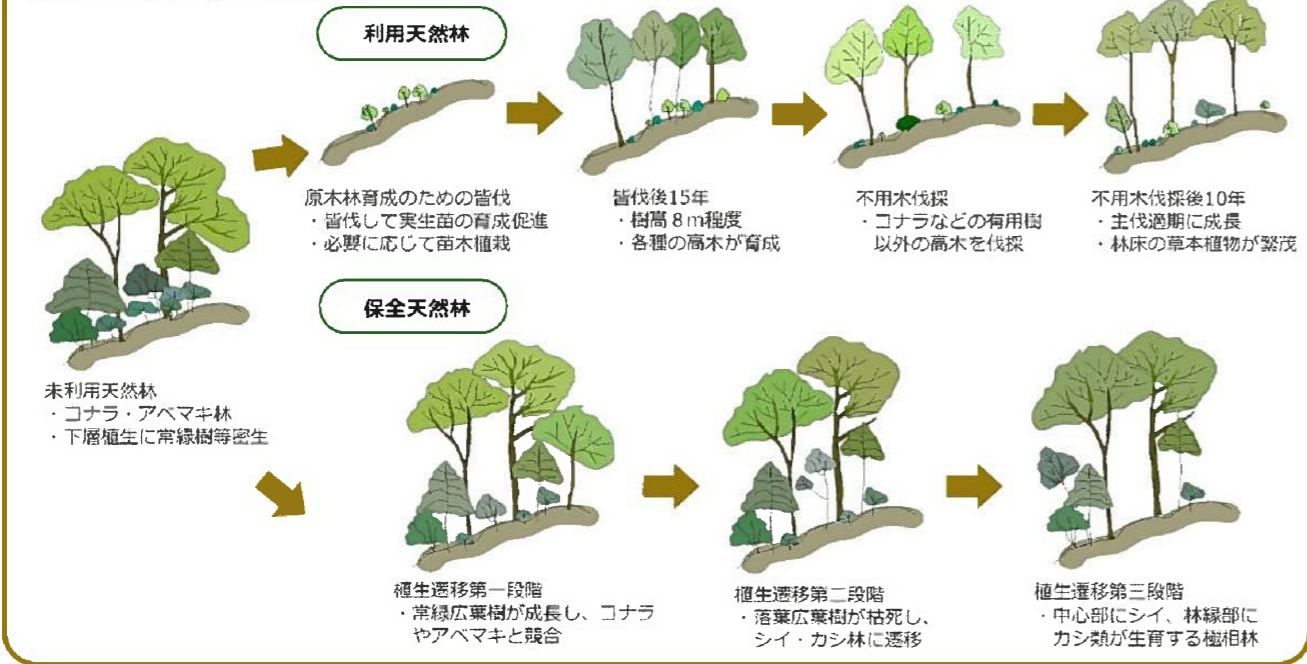 利用天然林
原木林育成のための皆伐
・皆伐して実生苗の育成促進
・必要に応じて苗木植栽
皆伐後15年
・樹高8m程度
・各種の高木が育成
不用木伐採
・コナラなどの有用樹
以外の高木を伐採
不用木伐採後10年
・主伐適期に成長
・林床の草本植物が繁茂
未利用天然林
・コナラ・アベマキ林
・下層植生に常緑樹等密生
保全天然林
植生遷移第一段階
・常緑広葉樹が成長し、コナラ
やアベマキと競合
植生遷移第二段階
・落葉広葉樹が枯死し、
シイ・カシ林に遷移
植生遷移第三段階
・中心部にシイ、林縁部に
カシ類が生育する極相林